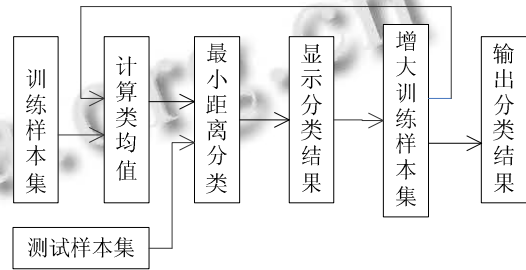 训练样本集
计算类均值
最小距离分类
显示分类结果
增大训练样本集
输出分类结果
测试样本集